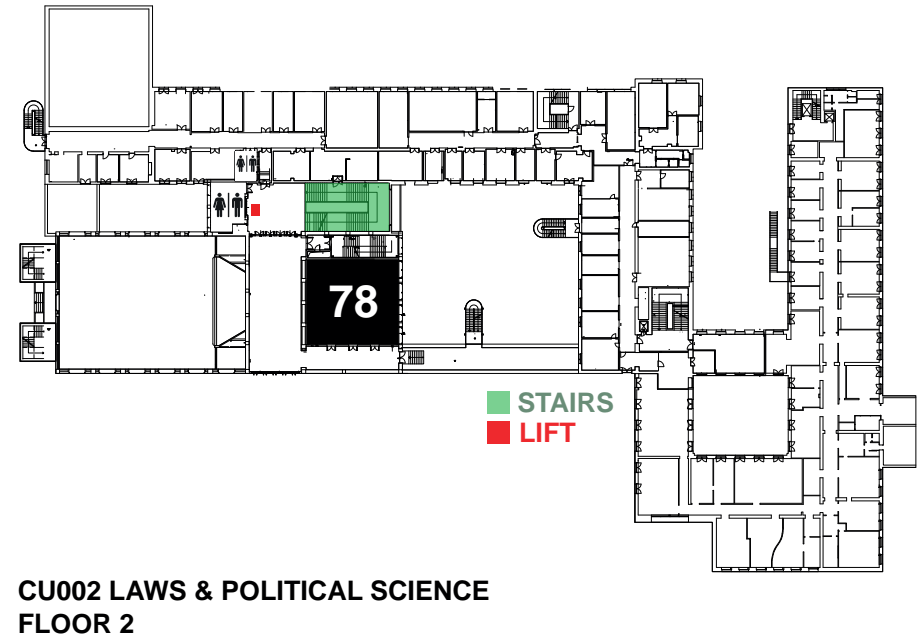 78
STAIRS
LIFT
CU002 LAWS & POLITICAL SCIENCE
FLOOR 2